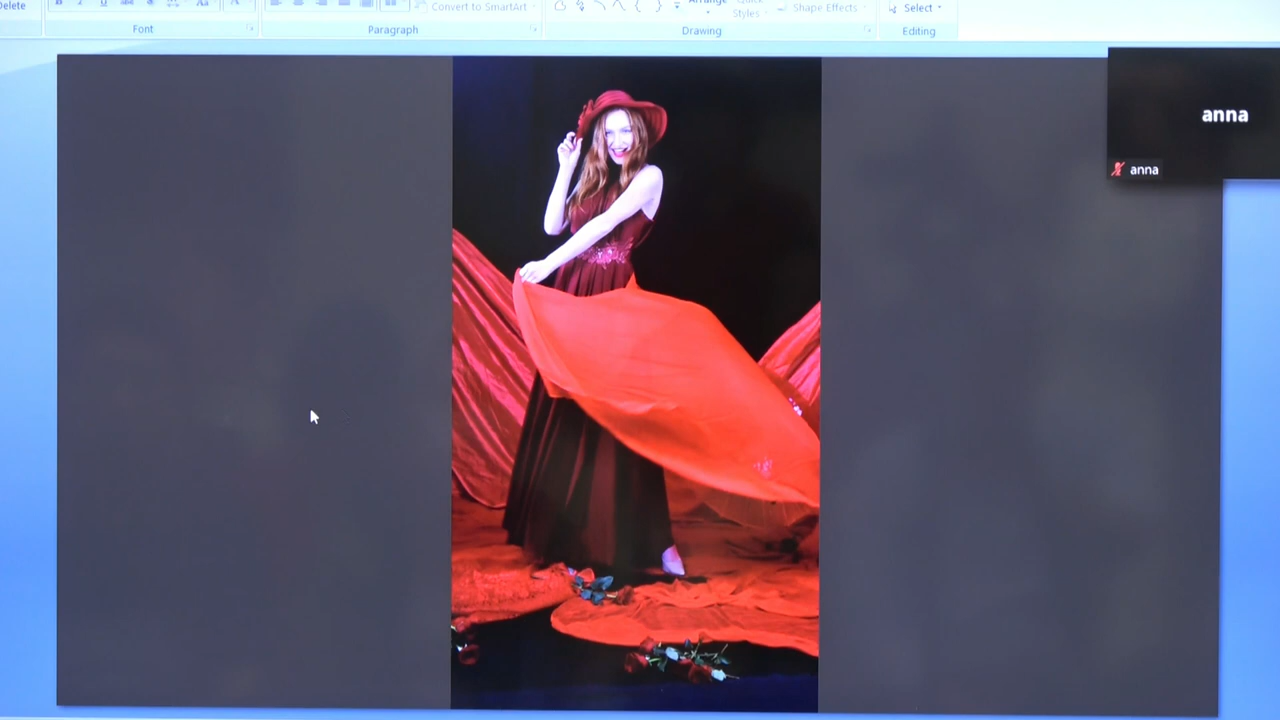 Delete
Convert to SmartArt
Arrange
Quick
Styles
Shape Effects
Select
Font
Paragraph
Drawing
Editing
anna
anna